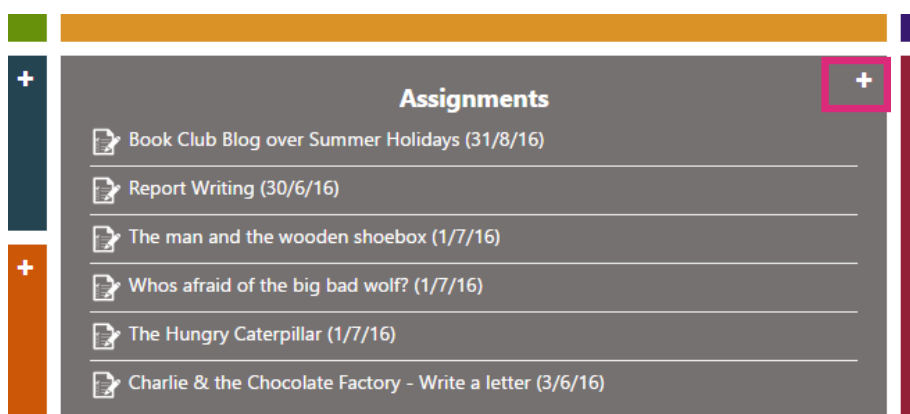 +
+
Assignments
Book Club Blog over Summer Holidays (31/8/16)
Report Writing (30/6/16)
The man and the wooden shoebox (1/7/16)
+
Whos afraid of the big bad wolf? (1/7/16)
The Hungry Caterpillar (1/7/16)
Charlie & the Chocolate Factory - Write a letter (3/6/16)